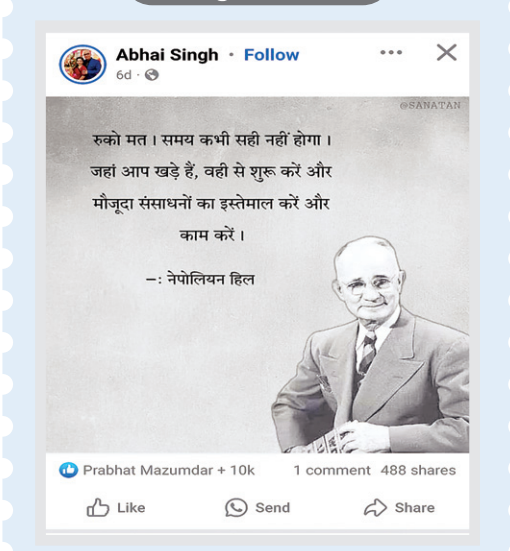 Abhai Singh · Follow
6d ·
@SANATAN
रुको मत । समय कभी सही नहीं होगा ।
जहां आप खड़े हैं, वही से शुरू करें और
मौजूदा संसाधनों का इस्तेमाल करें और
काम करें ।
–: नेपोलियन हिल
Prabhat Mazumdar + 10k 1 comment 488 shares
Like Send Share